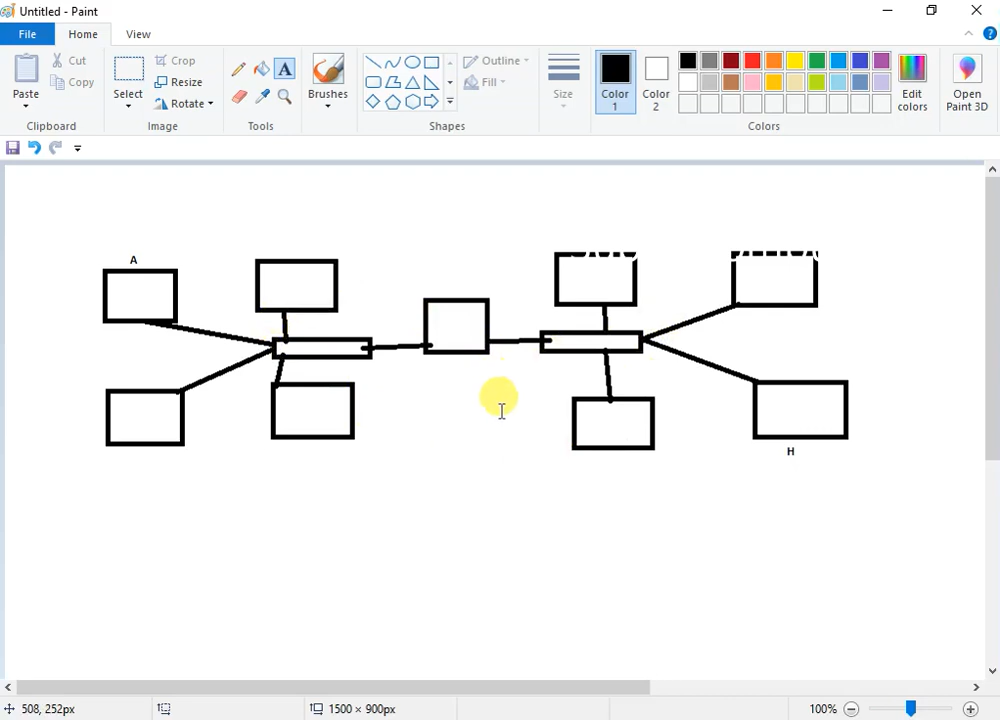 Untitled - Paint
File Home View
Paste
Cut
Copy
Clipboard
Select
Crop
Resize
Rotate
Image
A
Tools
Brushes
Outline
Fill
Shapes
Size
Color 1
Color 2
Edit colors
Colors
Open Paint 3D
A
H
508, 252px
1500 × 900px
100%